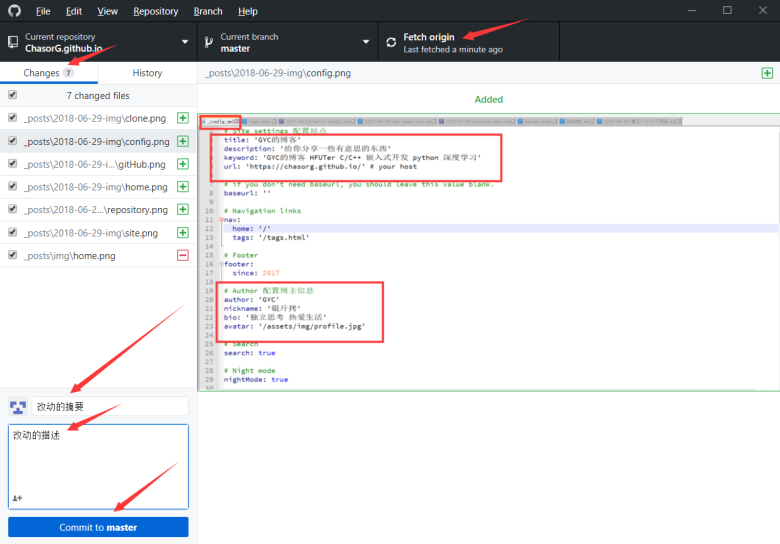 File Edit View Repository Branch Help
Current repository
ChasorG.github.io
Current branch
master
Fetch origin
Last fetched a minute ago
Changes 7
History
7 changed files
_posts\2018-06-29-img\clone.png
_posts\2018-06-29-img\config.png
_posts\2018-06-29-i...\gitHub.png
_posts\2018-06-29-img\home.png
_posts\2018-06-2...\repository.png
_posts\2018-06-29-img\site.png
_posts\img\home.png
改动的摘要
改动的描述
Commit to master
_posts\2018-06-29-img\config.png
Added
_config.yml
# Site settings 配置站点
title: 'GYC的博客'
description: '给你分享一些有意思的东西'
keyword: 'GYC的博客 HFUTer C/C++ 嵌入式开发 python 深度学习'
url: 'https://chasorg.github.io/' # your host
7 # if you don't need baseurl, you should leave this value blank.
8 baseurl: ''
9
10 # Navigation links
11 nav:
12 home: '/'
13 tags: '/tags.html'
14
15 # Footer
16 footer:
17 since: 2017
18
19 # Author 配置博主信息
20 author: 'GYC'
21 nickname: '锟斤拷'
22 bio: '独立思考 热爱生活'
23 avatar: '/assets/img/profile.jpg'
24
25 # Search
26 search: true
27
28 # Night mode
29 nightMode: true